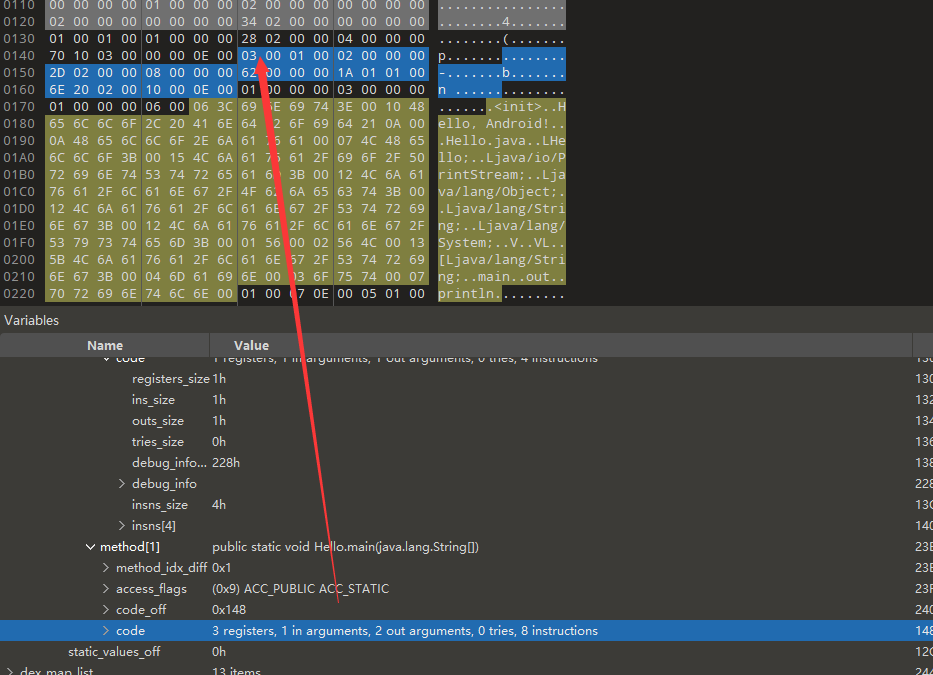 0110 00 00 00 00 01 00 00 00 02 00 00 00 00 00 00 00 ................
0120 02 00 00 00 00 00 00 00 34 02 00 00 00 00 00 00 ........4.......
0130 01 00 01 00 01 00 00 00 28 02 00 00 04 00 00 00 ........(.......
0140 70 10 03 00 00 00 0E 00 03 00 01 00 02 00 00 00 p...............
0150 2D 02 00 00 08 00 00 00 62 00 00 00 1A 01 01 00 -.......b.......
0160 6E 20 02 00 10 00 0E 00 01 00 00 00 03 00 00 00 n ..............
0170 01 00 00 00 06 00 06 3C 69 6E 69 74 3E 00 10 48 .......<init>..H
0180 65 6C 6C 6F 2C 20 41 6E 64 72 6F 69 64 21 0A 00 ello, Android!..
0190 0A 48 65 6C 6C 6F 2E 6A 61 76 61 00 07 4C 48 65 .Hello.java..LHe
01A0 6C 6C 6F 3B 00 15 4C 6A 61 76 61 2F 69 6F 2F 50 llo;..Ljava/io/P
01B0 72 69 6E 74 53 74 72 65 61 6D 3B 00 12 4C 6A 61 rintStream;..Lja
01C0 76 61 2F 6C 61 6E 67 2F 4F 62 6A 65 63 74 3B 00 va/lang/Object;.
01D0 12 4C 6A 61 76 61 2F 6C 61 6E 67 2F 53 74 72 69 .Ljava/lang/Stri
01E0 6E 67 3B 00 12 4C 6A 61 76 61 2F 6C 61 6E 67 2F ng;..Ljava/lang/
01F0 53 79 73 74 65 6D 3B 00 01 56 00 02 56 4C 00 13 System;..V..VL..
0200 5B 4C 6A 61 76 61 2F 6C 61 6E 67 2F 53 74 72 69 [Ljava/lang/Stri
0210 6E 67 3B 00 04 6D 61 69 6E 00 03 6F 75 74 00 07 ng;..main..out..
0220 70 72 69 6E 74 6C 6E 00 01 00 07 0E 00 05 01 00 println.........
Variables
Name Value
code 1 registers, 1 in arguments, 1 out arguments, 0 tries, 4 instructions
registers_size 1h 130
ins_size 1h 132
outs_size 1h 134
tries_size 0h 136
debug_info... 228h 138
debug_info 228
insns_size 4h
insns[4] 140
method[1] public static void Hello.main(java.lang.String[])
method_idx_diff 0x1
access_flags (0x9) ACC_PUBLIC ACC_STATIC
code_off 0x148 240
code 3 registers, 1 in arguments, 2 out arguments, 0 tries, 8 instructions 148
static_values_off 0h
dex_map_list 13 items